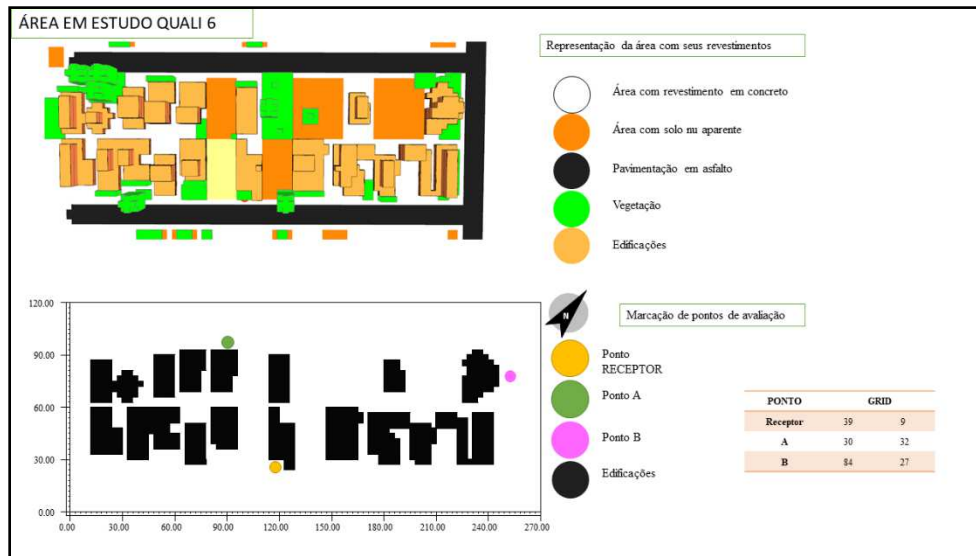 ÁREA EM ESTUDO QUALI 6
Representação da área com seus revestimentos
Área com revestimento em concreto
Área com solo nu aparente
Pavimentação em asfalto
Vegetação
Edificações
N
Marcação de pontos de avaliação
Ponto
RECEPTOR
Ponto A
Ponto B
Edificações
PONTO GRID
Receptor 39 9
A 30 32
B 84 27
120.00
90.00
60.00
30.00
0.00
0.00 30.00 60.00 90.00 120.00 150.00 180.00 210.00 240.00 270.00